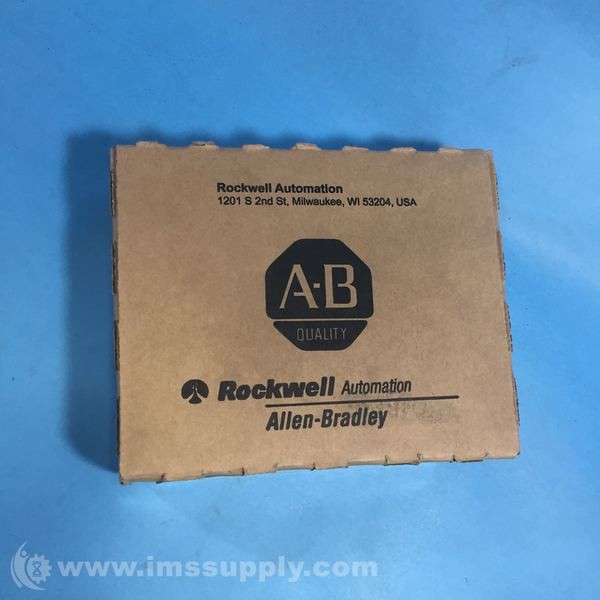 Rockwell Automation
1201 S 2nd St, Milwaukee, WI 53204, USA
A-B
QUALITY
Rockwell Automation
Allen-Bradley
www.imssupply.com